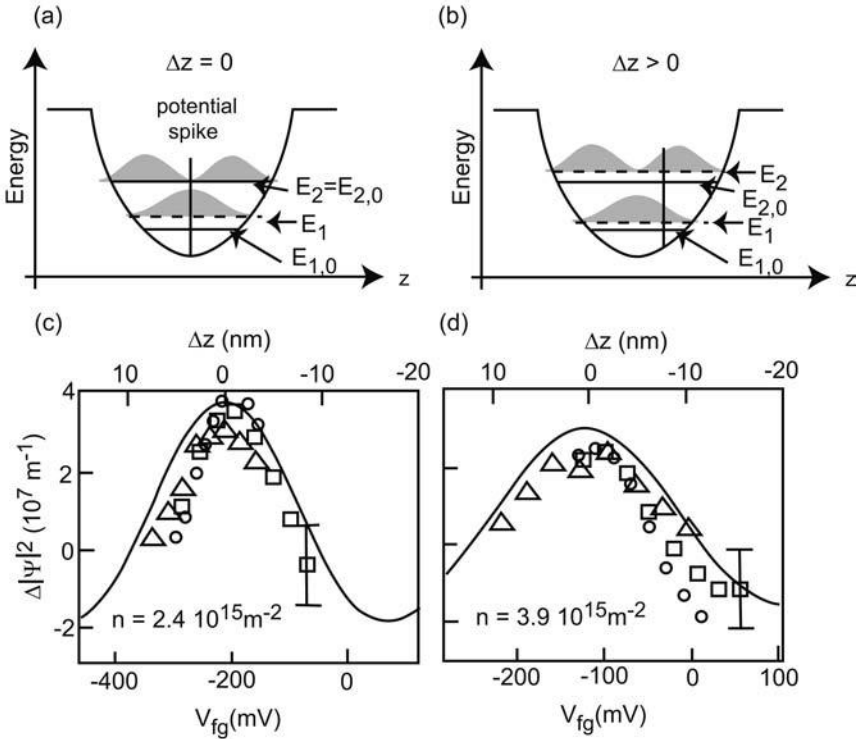 (a)
Δz = 0
potential
spike
Energy
E2=E2,0
E1
E1,0
z
(b)
Δz > 0
Energy
E2
E2,0
E1
E1,0
z
(c)
Δz (nm)
10 0 -10 -20
Δ|Ψ|² (10⁷ m⁻¹)
4
2
0
-2
n = 2.4 10¹⁵m⁻²
-400 -200 0
Vfg(mV)
(d)
Δz (nm)
10 0 -10 -20
n = 3.9 10¹⁵m⁻²
-200 -100 0 100
Vfg(mV)